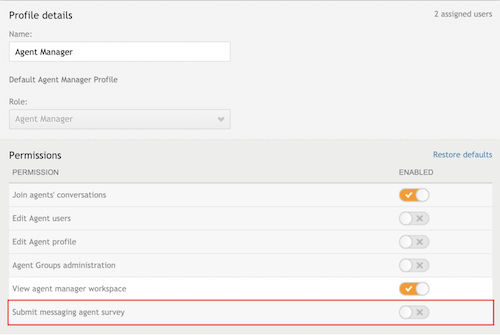 Profile details
2 assigned users
Name:
Agent Manager
Default Agent Manager Profile
Role:
Agent Manager
Permissions
Restore defaults
PERMISSION ENABLED
Join agents' conversations
Edit Agent users
Edit Agent profile
Agent Groups administration
View agent manager workspace
Submit messaging agent survey